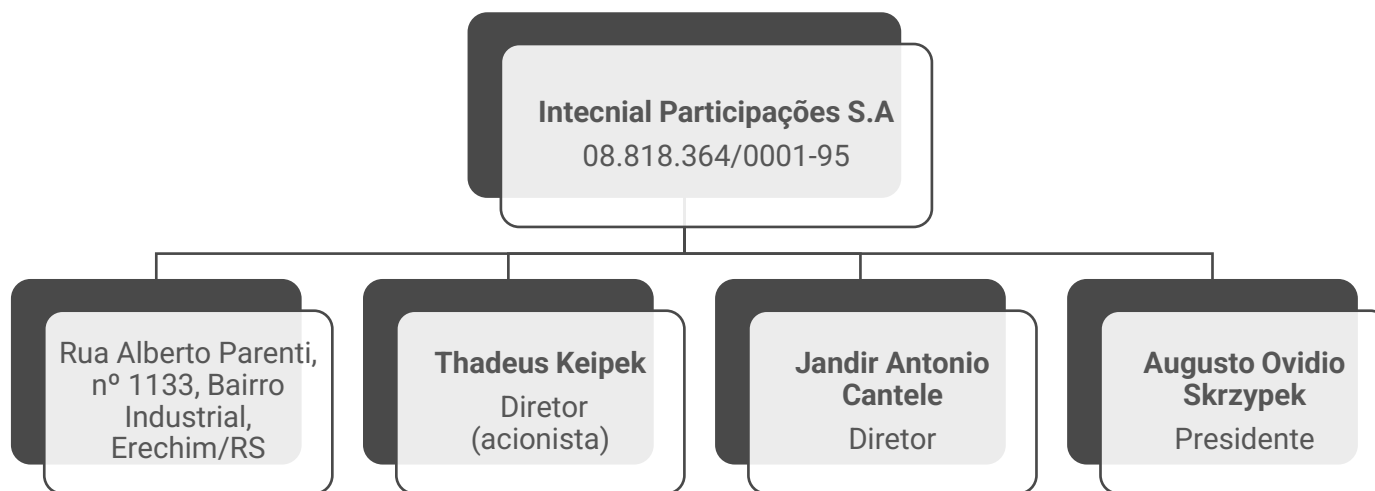 Intecnial Participações S.A
08.818.364/0001-95
Rua Alberto Parenti,
nº 1133, Bairro
Industrial,
Erechim/RS
Thadeus Keipek
Diretor
(acionista)
Jandir Antonio
Cantele
Diretor
Augusto Ovidio
Skrzypek
Presidente